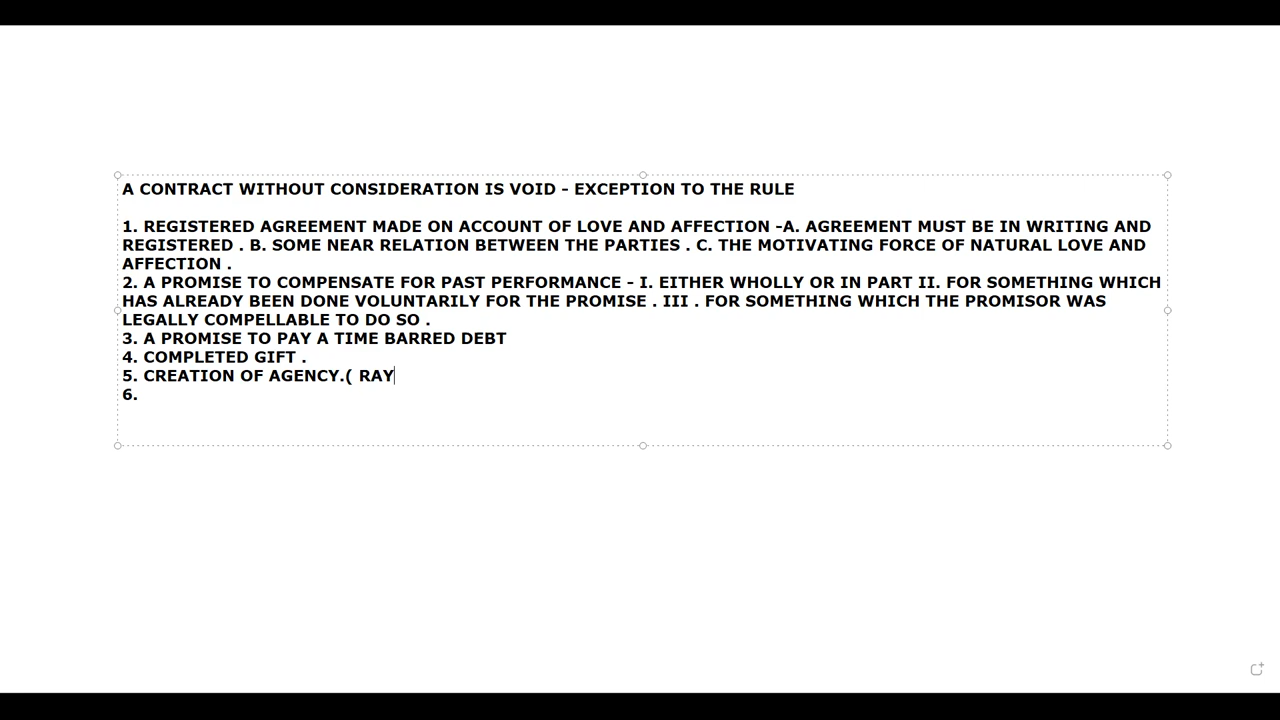 A CONTRACT WITHOUT CONSIDERATION IS VOID - EXCEPTION TO THE RULE
1. REGISTERED AGREEMENT MADE ON ACCOUNT OF LOVE AND AFFECTION -A. AGREEMENT MUST BE IN WRITING AND
REGISTERED . B. SOME NEAR RELATION BETWEEN THE PARTIES . C. THE MOTIVATING FORCE OF NATURAL LOVE AND
AFFECTION .
2. A PROMISE TO COMPENSATE FOR PAST PERFORMANCE - I. EITHER WHOLLY OR IN PART II. FOR SOMETHING WHICH
HAS ALREADY BEEN DONE VOLUNTARILY FOR THE PROMISE . III . FOR SOMETHING WHICH THE PROMISOR WAS
LEGALLY COMPELLABLE TO DO SO .
3. A PROMISE TO PAY A TIME BARRED DEBT
4. COMPLETED GIFT .
5. CREATION OF AGENCY.( RAY
6.